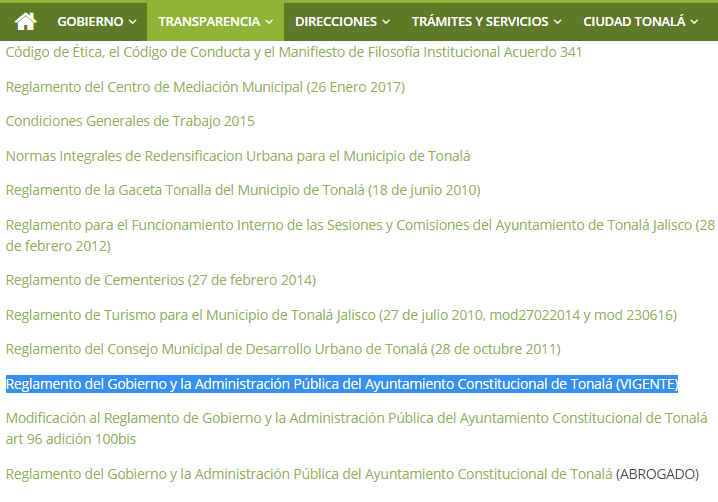 GOBIERNO TRANSPARENCIA DIRECCIONES TRÁMITES Y SERVICIOS CIUDAD TONALÁ
Código de Ética, el Código de Conducta y el Manifiesto de Filosofía Institucional Acuerdo 341
Reglamento del Centro de Mediación Municipal (26 Enero 2017)
Condiciones Generales de Trabajo 2015
Normas Integrales de Redensificacion Urbana para el Municipio de Tonalá
Reglamento de la Gaceta Tonalla del Municipio de Tonalá (18 de junio 2010)
Reglamento para el Funcionamiento Interno de las Sesiones y Comisiones del Ayuntamiento de Tonalá Jalisco (28
de febrero 2012)
Reglamento de Cementerios (27 de febrero 2014)
Reglamento de Turismo para el Municipio de Tonalá Jalisco (27 de julio 2010, mod27022014 y mod 230616)
Reglamento del Consejo Municipal de Desarrollo Urbano de Tonalá (28 de octubre 2011)
Reglamento del Gobierno y la Administración Pública del Ayuntamiento Constitucional de Tonalá (VIGENTE)
Modificación al Reglamento de Gobierno y la Administración Pública del Ayuntamiento Constitucional de Tonalá
art 96 adición 100bis
Reglamento del Gobierno y la Administración Pública del Ayuntamiento Constitucional de Tonalá (ABROGADO)